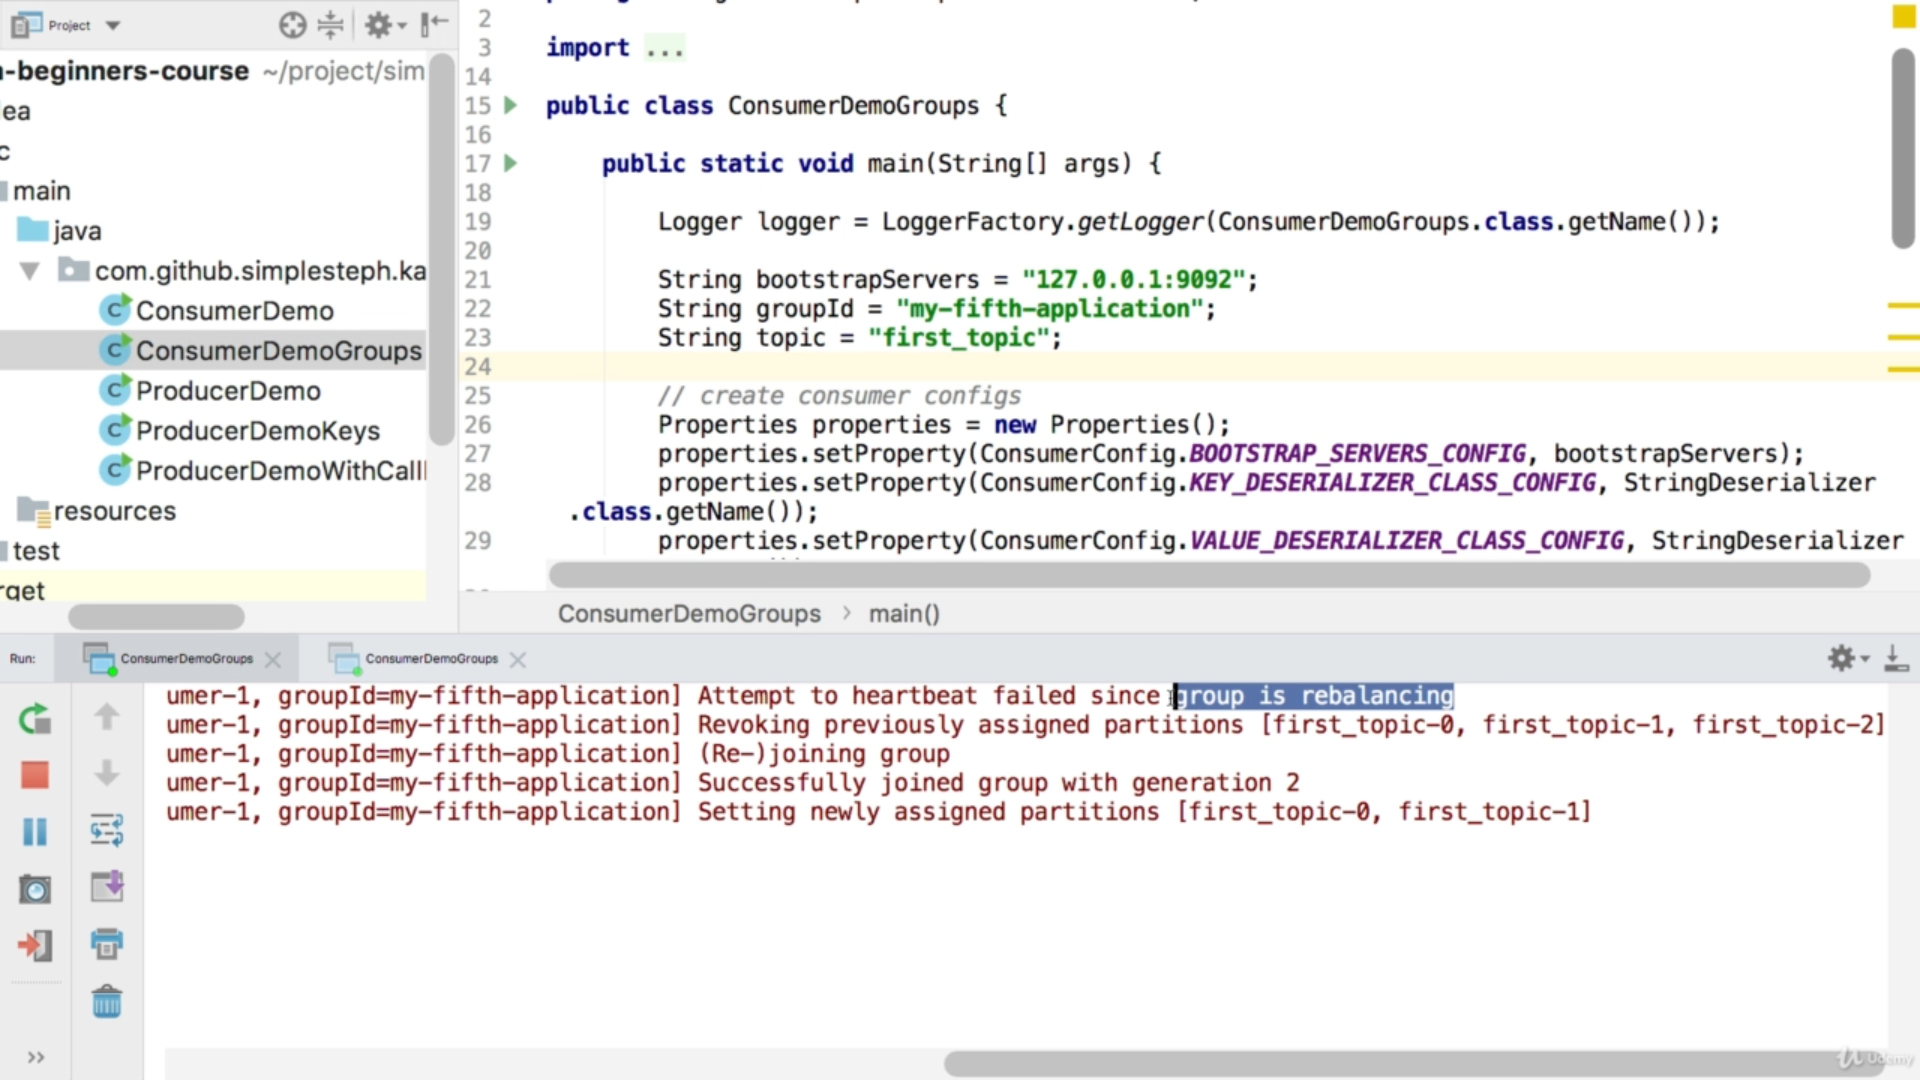 Project
-beginners-course ~/project/sim
ea
c
main
java
com.github.simplesteph.ka
ConsumerDemo
ConsumerDemoGroups
ProducerDemo
ProducerDemoKeys
ProducerDemoWithCall
resources
test
rget
2
3 import ...
14
15 public class ConsumerDemoGroups {
16
17 public static void main(String[] args) {
18
19 Logger logger = LoggerFactory.getLogger(ConsumerDemoGroups.class.getName());
20
21 String bootstrapServers = "127.0.0.1:9092";
22 String groupId = "my-fifth-application";
23 String topic = "first_topic";
24
25 // create consumer configs
26 Properties properties = new Properties();
27 properties.setProperty(ConsumerConfig.BOOTSTRAP_SERVERS_CONFIG, bootstrapServers);
28 properties.setProperty(ConsumerConfig.KEY_DESERIALIZER_CLASS_CONFIG, StringDeserializer
.class.getName());
29 properties.setProperty(ConsumerConfig.VALUE_DESERIALIZER_CLASS_CONFIG, StringDeserializer
ConsumerDemoGroups › main()
Run: ConsumerDemoGroups ConsumerDemoGroups
umer-1, groupId=my-fifth-application] Attempt to heartbeat failed since group is rebalancing
umer-1, groupId=my-fifth-application] Revoking previously assigned partitions [first_topic-0, first_topic-1, first_topic-2]
umer-1, groupId=my-fifth-application] (Re-)joining group
umer-1, groupId=my-fifth-application] Successfully joined group with generation 2
umer-1, groupId=my-fifth-application] Setting newly assigned partitions [first_topic-0, first_topic-1]
Udemy